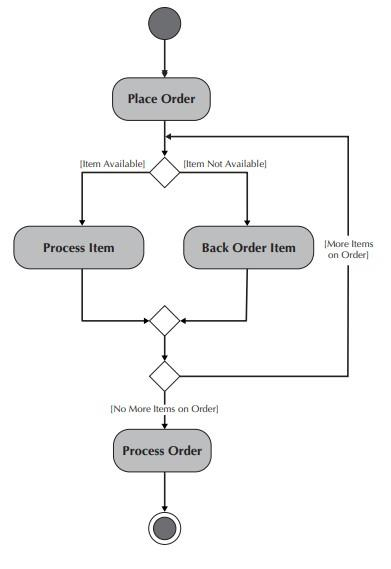 Place Order
[Item Available]
[Item Not Available]
Process Item
Back Order Item
[More Items
on Order]
[No More Items on Order]
Process Order